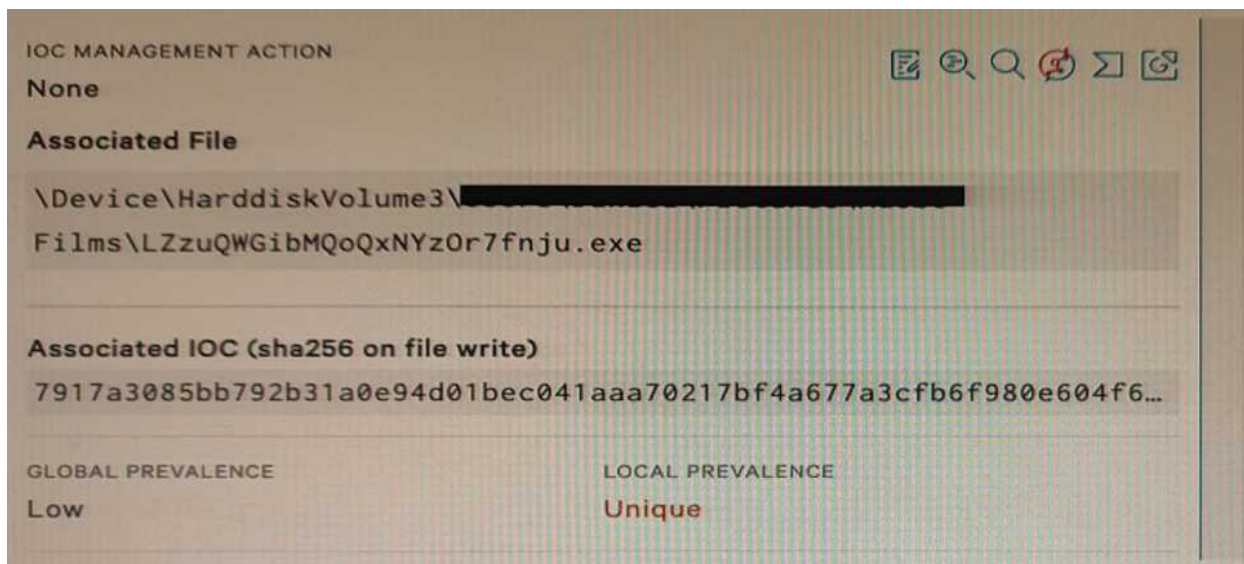 IOC MANAGEMENT ACTION
None
Associated File
\Device\HarddiskVolume3\
Films\LZzuQWGibMQoQxNYzOr7fnju.exe
Associated IOC (sha256 on file write)
7917a3085bb792b31a0e94d01bec041aaa70217bf4a677a3cfb6f980e604f6…
GLOBAL PREVALENCE
LOCAL PREVALENCE
Low
Unique